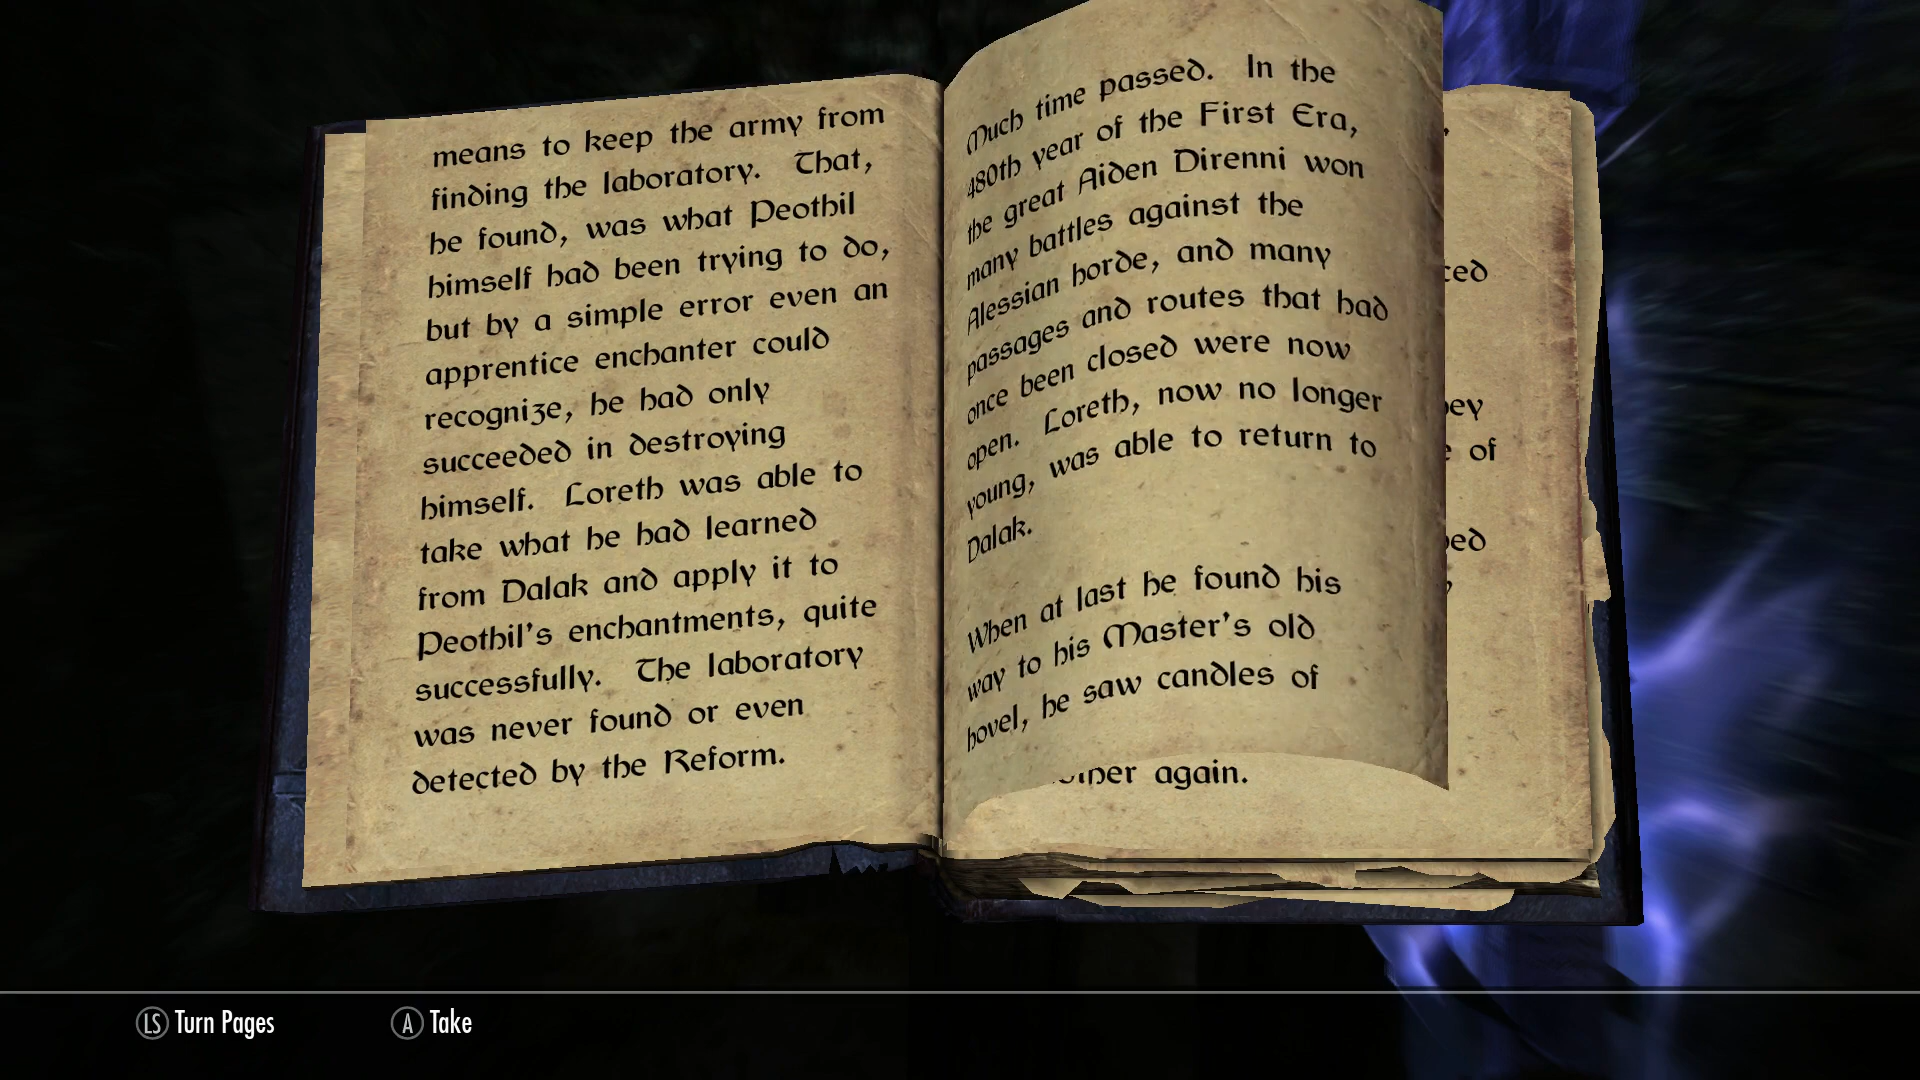 means to keep the army from
finding the laboratory. That,
he found, was what Peothil
himself had been trying to do,
but by a simple error even an
apprentice enchanter could
recognize, he had only
succeeded in destroying
himself. Loreth was able to
take what he had learned
from Dalak and apply it to
Peothil's enchantments, quite
successfully. The laboratory
was never found or even
detected by the Reform.
Much time passed. In the
480th year of the First Era,
the great Aiden Direnni won
many battles against the
Alessian horde, and many
passages and routes that had
once been closed were now
open. Loreth, now no longer
young, was able to return to
Dalak.
When at last he found his
way to his Master's old
hovel, he saw candles of
again.
of
LS Turn Pages
A Take